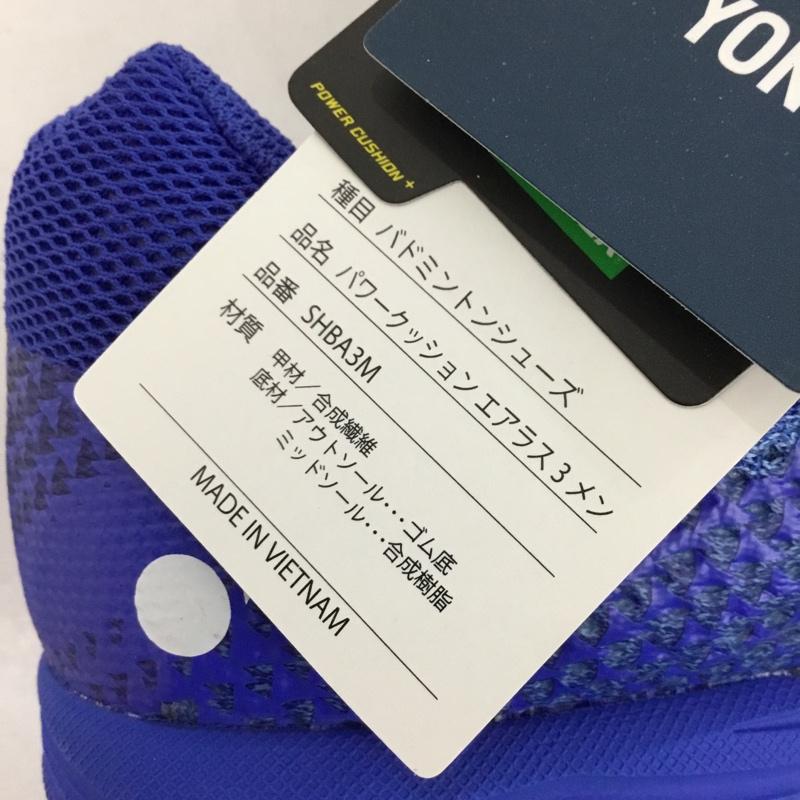 YON
POWER CUSHION +
種目 バドミントンシューズ
品名 パワークッション エアラス 3 メン
品番 SHBA3M
材質 甲材／合成繊維
底材／アウトソール･･･ゴム底
ミッドソール･･･合成樹脂
MADE IN VIETNAM